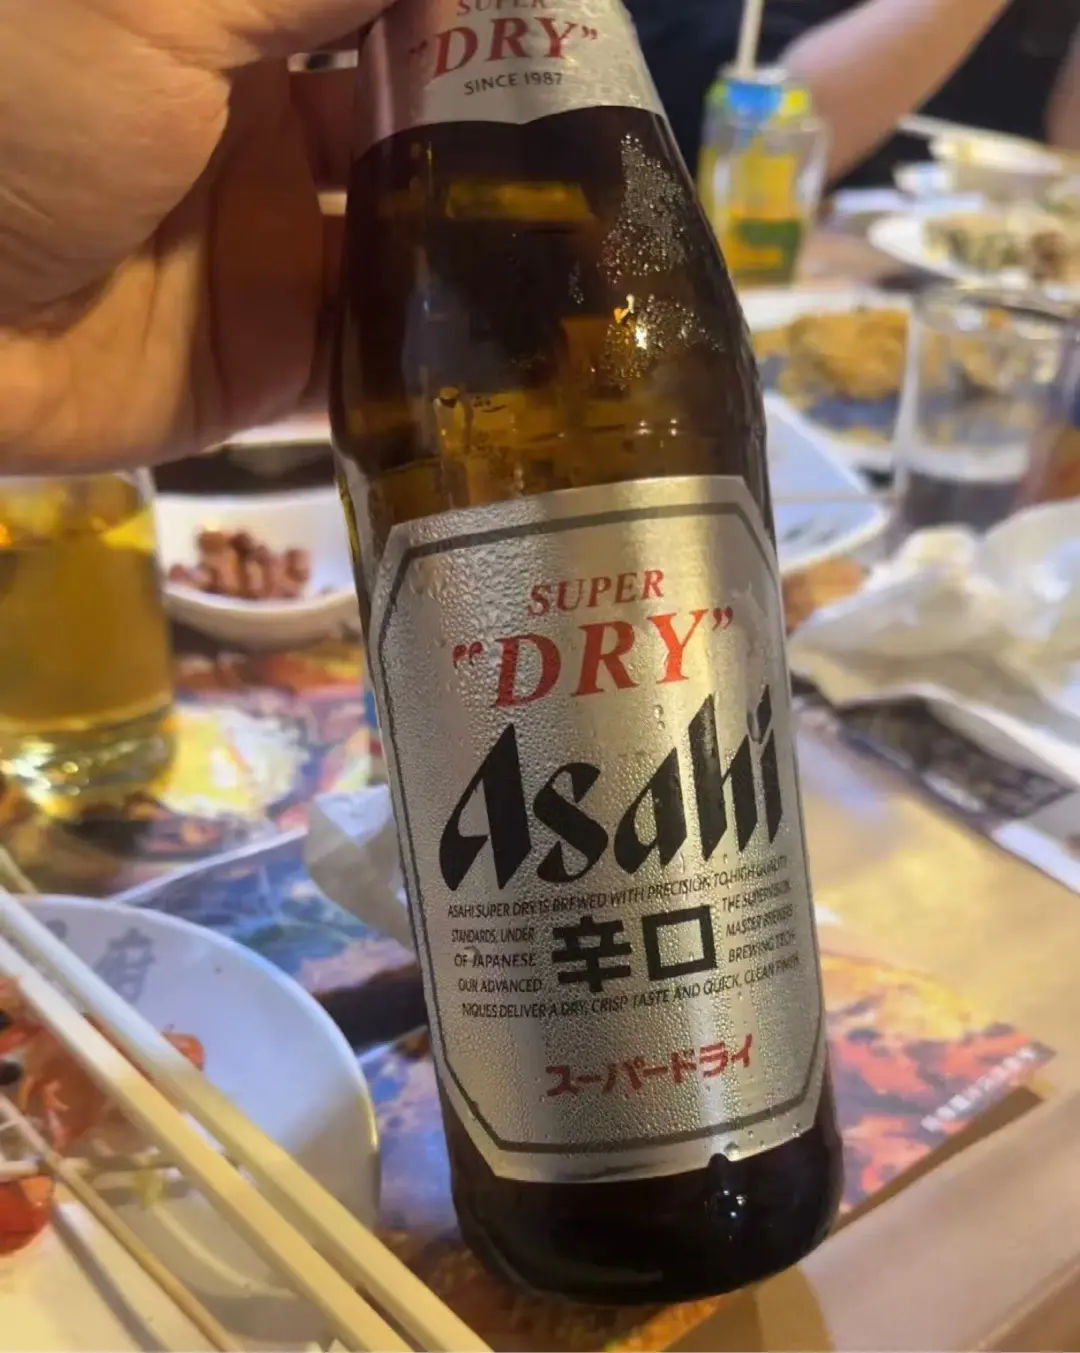 SUPER
"DRY"
SINCE 1987
SUPER
"DRY"
Asahi
ASAHI SUPER DRY IS BREWED WITH PRECISION TO HIGH QUALITY
STANDARDS, UNDER THE SUPERVISION
OF JAPANESE MASTER BREWERS
辛口
OUR ADVANCED BREWING TECH-
NIQUES DELIVER A DRY, CRISP TASTE AND QUICK, CLEAN FINISH
スーパードライ